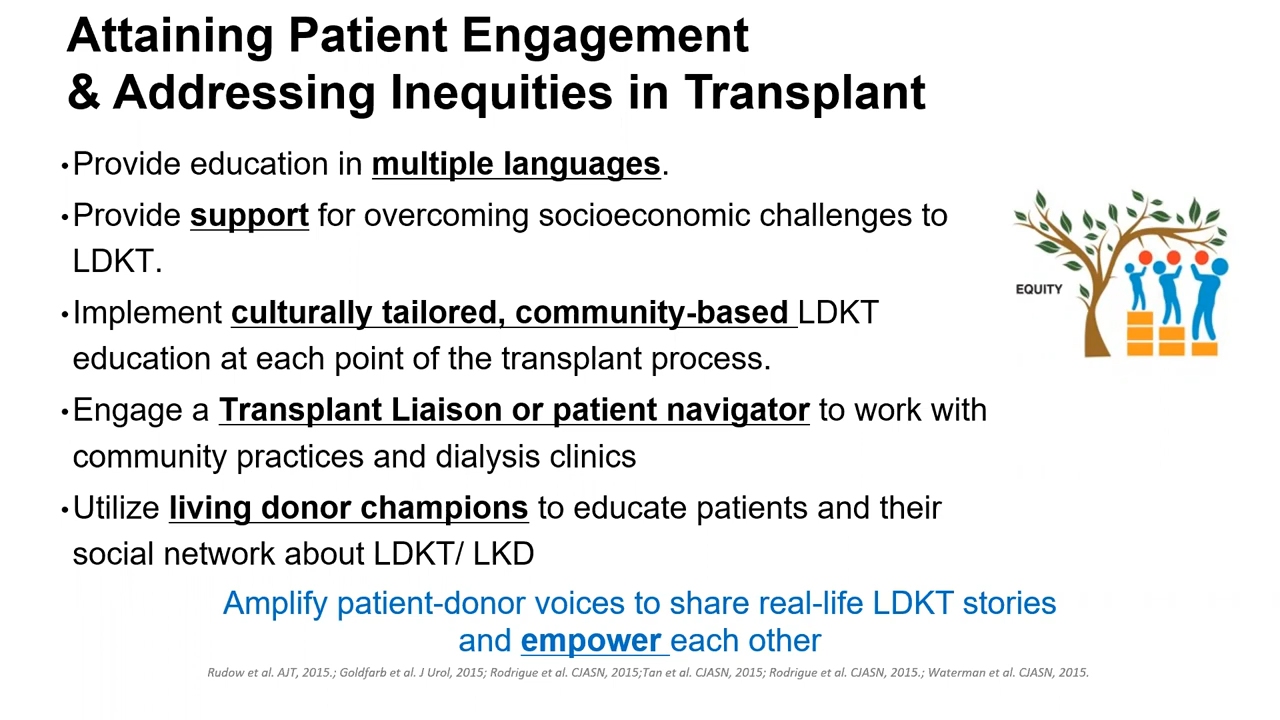 Attaining Patient Engagement
& Addressing Inequities in Transplant
•Provide education in multiple languages.
•Provide support for overcoming socioeconomic challenges to
LDKT.
•Implement culturally tailored, community-based LDKT
education at each point of the transplant process.
•Engage a Transplant Liaison or patient navigator to work with
community practices and dialysis clinics
•Utilize living donor champions to educate patients and their
social network about LDKT/ LKD
EQUITY
Amplify patient-donor voices to share real-life LDKT stories
and empower each other
Rudow et al. AJT, 2015.; Goldfarb et al. J Urol, 2015; Rodrigue et al. CJASN, 2015;Tan et al. CJASN, 2015; Rodrigue et al. CJASN, 2015.; Waterman et al. CJASN, 2015.